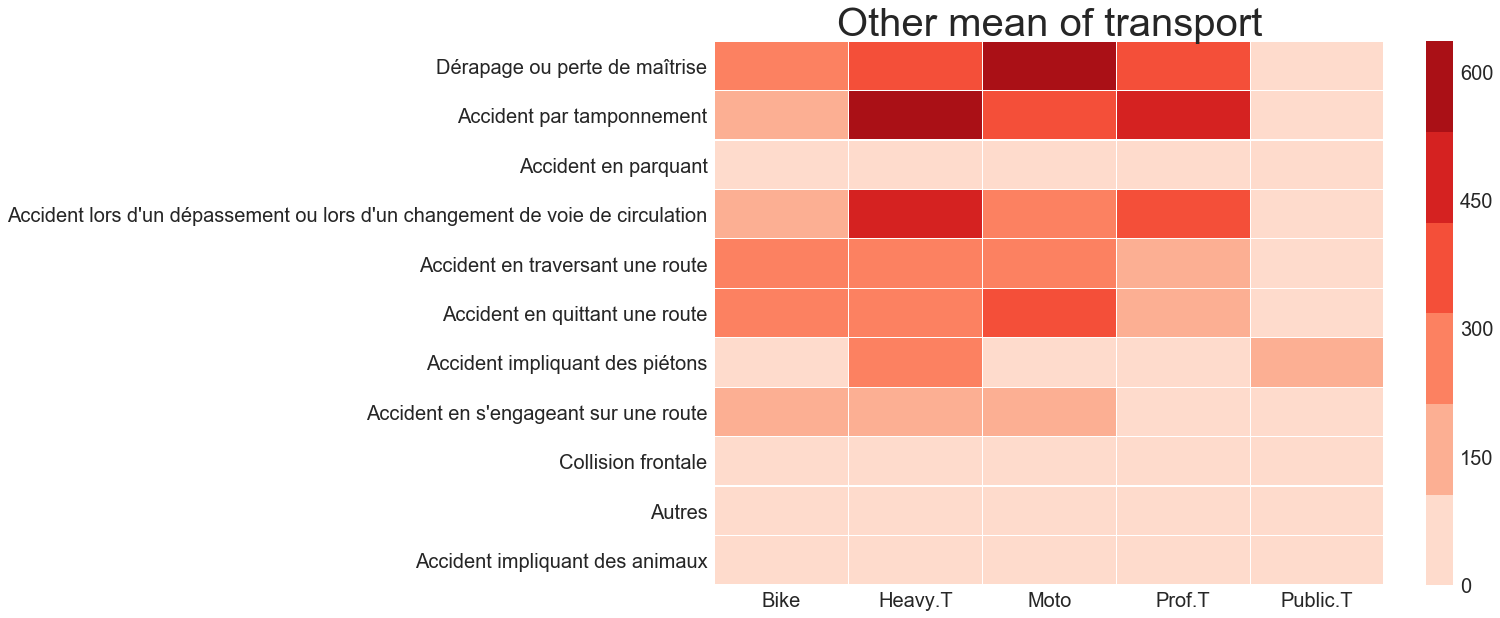 Other mean of transport
Dérapage ou perte de maîtrise
Accident par tamponnement
Accident en parquant
Accident lors d'un dépassement ou lors d'un changement de voie de circulation
Accident en traversant une route
Accident en quittant une route
Accident impliquant des piétons
Accident en s'engageant sur une route
Collision frontale
Autres
Accident impliquant des animaux
Bike Heavy.T Moto Prof.T Public.T
600
450
300
150
0